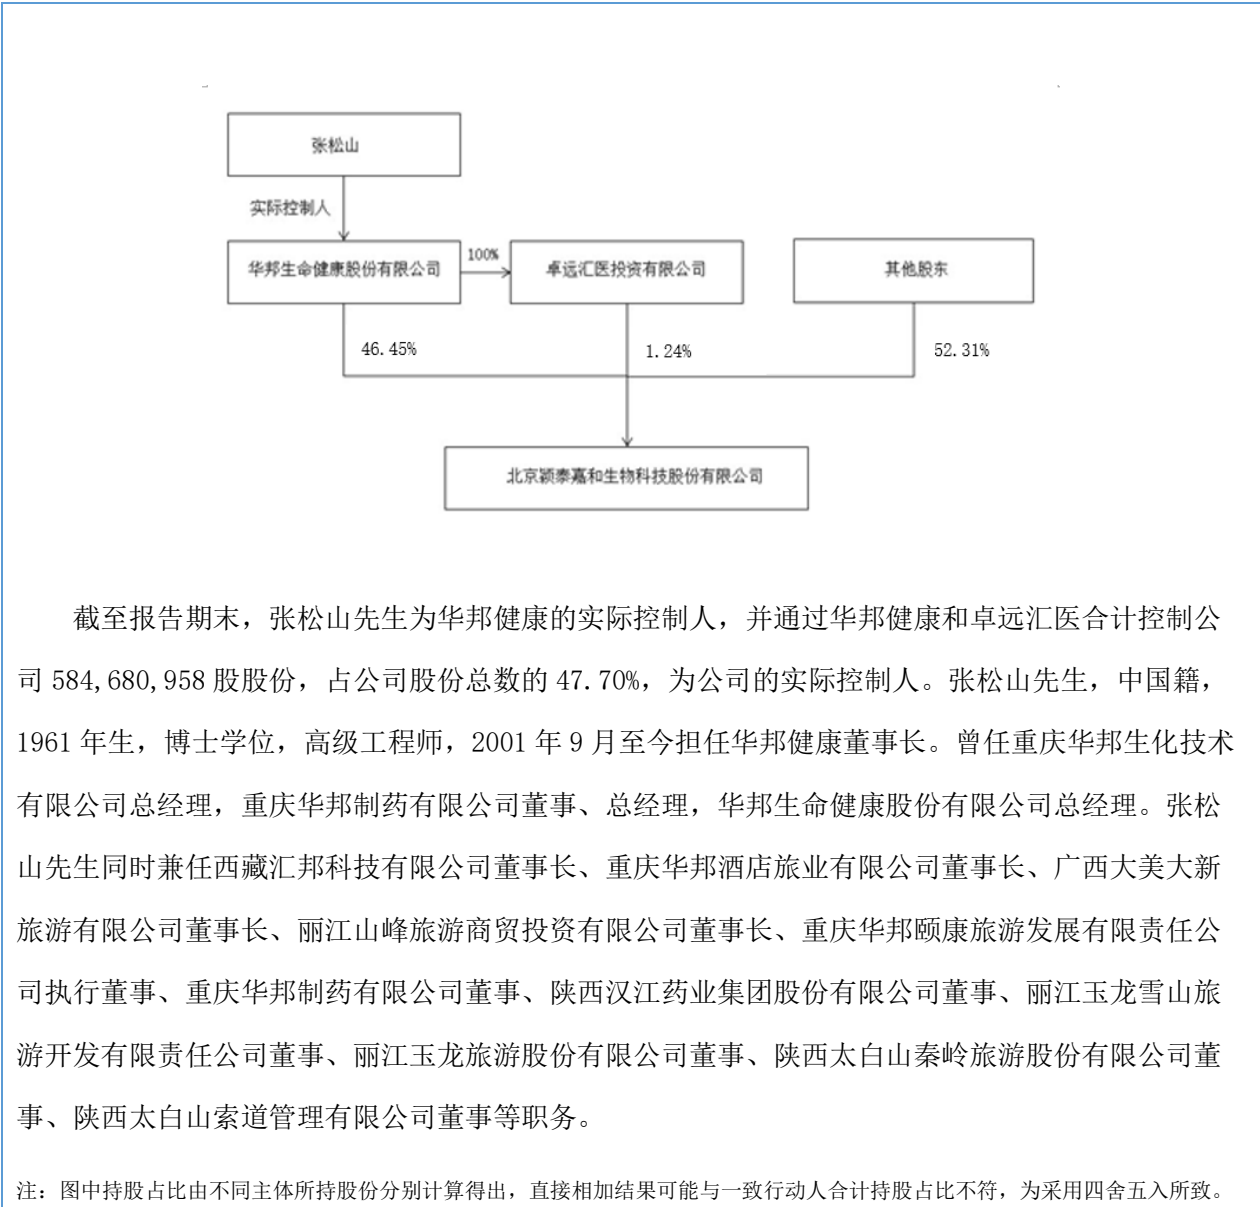 张松山
实际控制人
华邦生命健康股份有限公司
100%
卓远汇医投资有限公司
其他股东
46.45%
1.24%
52.31%
北京颖泰嘉和生物科技股份有限公司
截至报告期末，张松山先生为华邦健康的实际控制人，并通过华邦健康和卓远汇医合计控制公
司 584,680,958 股股份，占公司股份总数的 47.70%，为公司的实际控制人。张松山先生，中国籍，
1961 年生，博士学位，高级工程师，2001 年 9 月至今担任华邦健康董事长。曾任重庆华邦生化技术
有限公司总经理，重庆华邦制药有限公司董事、总经理，华邦生命健康股份有限公司总经理。张松
山先生同时兼任西藏汇邦科技有限公司董事长、重庆华邦酒店旅业有限公司董事长、广西大美大新
旅游有限公司董事长、丽江山峰旅游商贸投资有限公司董事长、重庆华邦颐康旅游发展有限责任公
司执行董事、重庆华邦制药有限公司董事、陕西汉江药业集团股份有限公司董事、丽江玉龙雪山旅
游开发有限责任公司董事、丽江玉龙旅游股份有限公司董事、陕西太白山秦岭旅游股份有限公司董
事、陕西太白山索道管理有限公司董事等职务。
注：图中持股占比由不同主体所持股份分别计算得出，直接相加结果可能与一致行动人合计持股占比不符，为采用四舍五入所致。